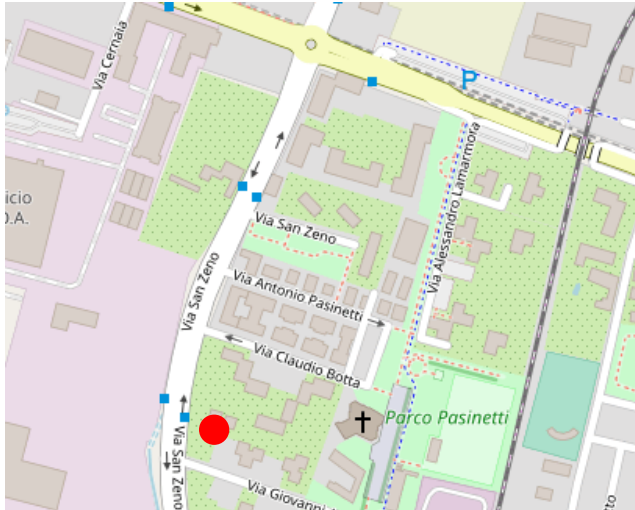 Via Cernaia
P
Via Alessandro Lamarmora
icio
O.A.
Via San Zeno
Via San Zeno
Via Antonio Pasinetti
Via Claudio Botta
Parco Pasinetti
Via San Zeno
Via Giovanni